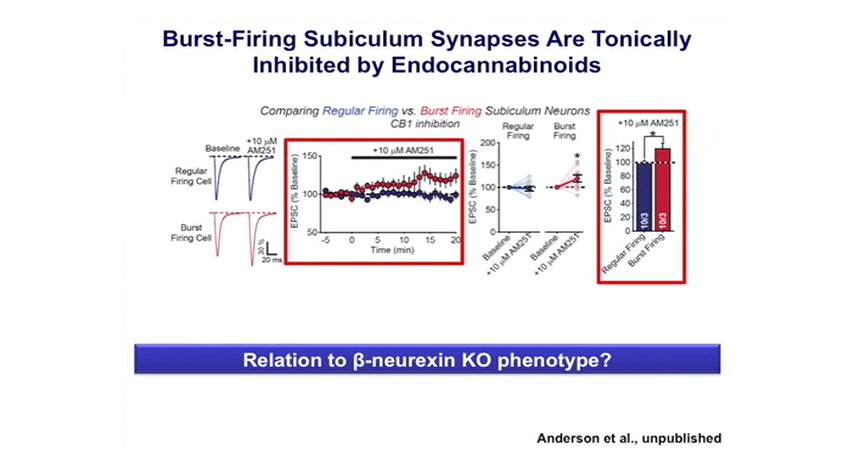 Burst-Firing Subiculum Synapses Are Tonically
Inhibited by Endocannabinoids
Comparing Regular Firing vs. Burst Firing Subiculum Neurons
CB1 inhibition
Baseline
+10 μM
AM251
Regular
Firing Cell
Burst
Firing Cell
30 %
20 ms
+10 μM AM251
EPSC (% Baseline)
150
100
50
-5
0
5
10
15
20
Time (min)
Regular
Firing
Burst
Firing
*
EPSC (% Baseline)
200
150
100
50
0
Baseline
+10 μM AM251
Baseline
+10 μM AM251
+10 μM AM251
*
EPSC (% Baseline)
120
100
80
60
40
20
0
10/3
10/3
Regular Firing
Burst Firing
Relation to β-neurexin KO phenotype?
Anderson et al., unpublished